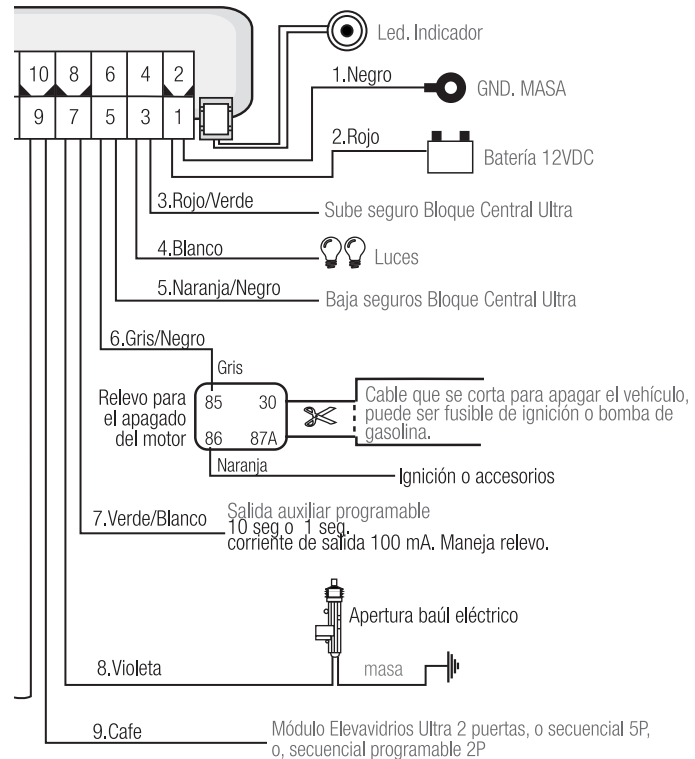 Led. Indicador
10 8 6 4 2
1.Negro
GND. MASA
9 7 5 3 1
2.Rojo
Batería 12VDC
3.Rojo/Verde
Sube seguro Bloque Central Ultra
4.Blanco
Luces
5.Naranja/Negro
Baja seguros Bloque Central Ultra
6.Gris/Negro
Gris
Relevo para
el apagado
del motor
85 30
86 87A
Cable que se corta para apagar el vehículo,
puede ser fusible de ignición o bomba de
gasolina.
Naranja
Ignición o accesorios
7.Verde/Blanco
Salida auxiliar programable
10 seg o 1 seg.
corriente de salida 100 mA. Maneja relevo.
Apertura baúl eléctrico
8.Violeta
masa
9.Cafe
Módulo Elevavidrios Ultra 2 puertas, o secuencial 5P,
o, secuencial programable 2P